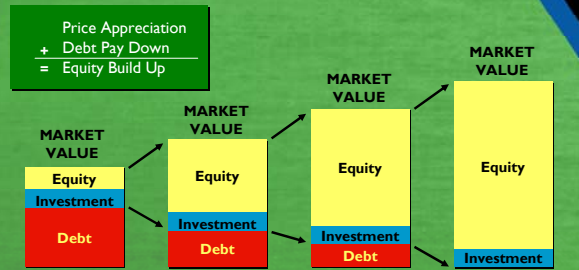 Price Appreciation
+ Debt Pay Down
= Equity Build Up
MARKET
VALUE
Equity
Investment
Debt
MARKET
VALUE
Equity
Investment
Debt
MARKET
VALUE
Equity
Investment
Debt
MARKET
VALUE
Equity
Investment